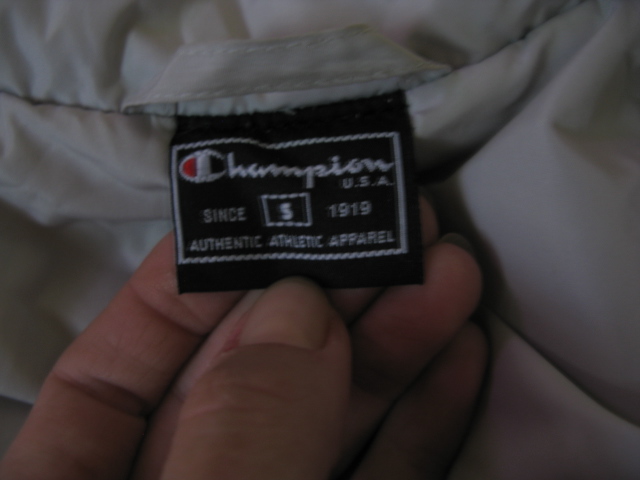 Champion
U.S.A.
SINCE S 1919
AUTHENTIC ATHLETIC APPAREL